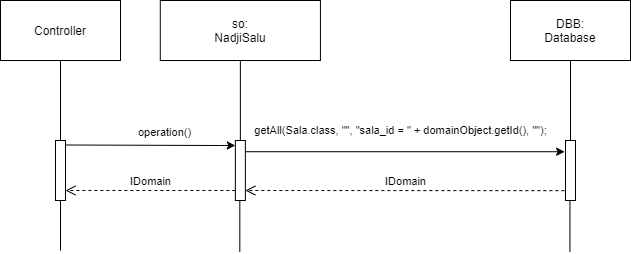 Controller
so:
NadjiSalu
DBB:
Database
operation()
getAll(Sala.class, "", "sala_id = " + domainObject.getId(), "");
IDomain
IDomain